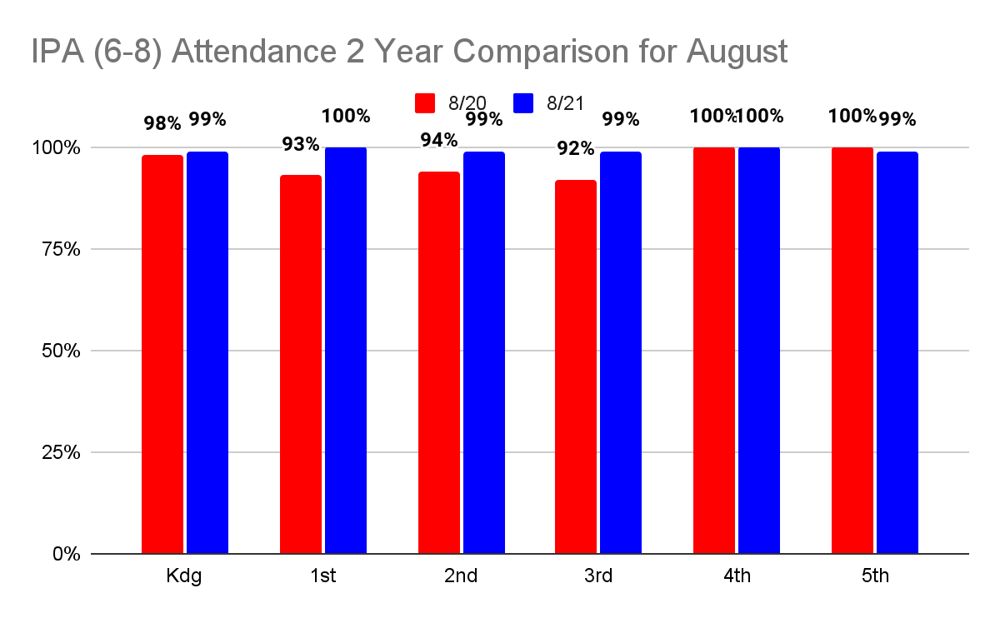 IPA (6-8) Attendance 2 Year Comparison for August
8/20 8/21
98% 99% 93% 100% 94% 99% 92% 99% 100% 100% 100% 99%
100%
75%
50%
25%
0%
Kdg 1st 2nd 3rd 4th 5th